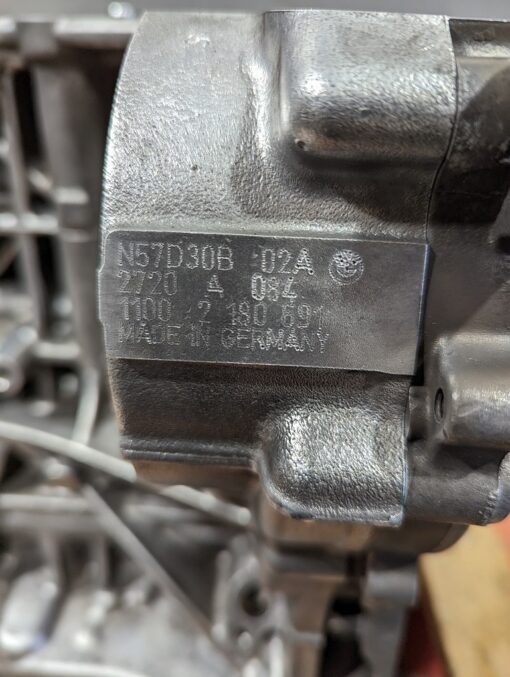 N57D30B 02A
2720 A 084
1100 2 180 691
MADE IN GERMANY